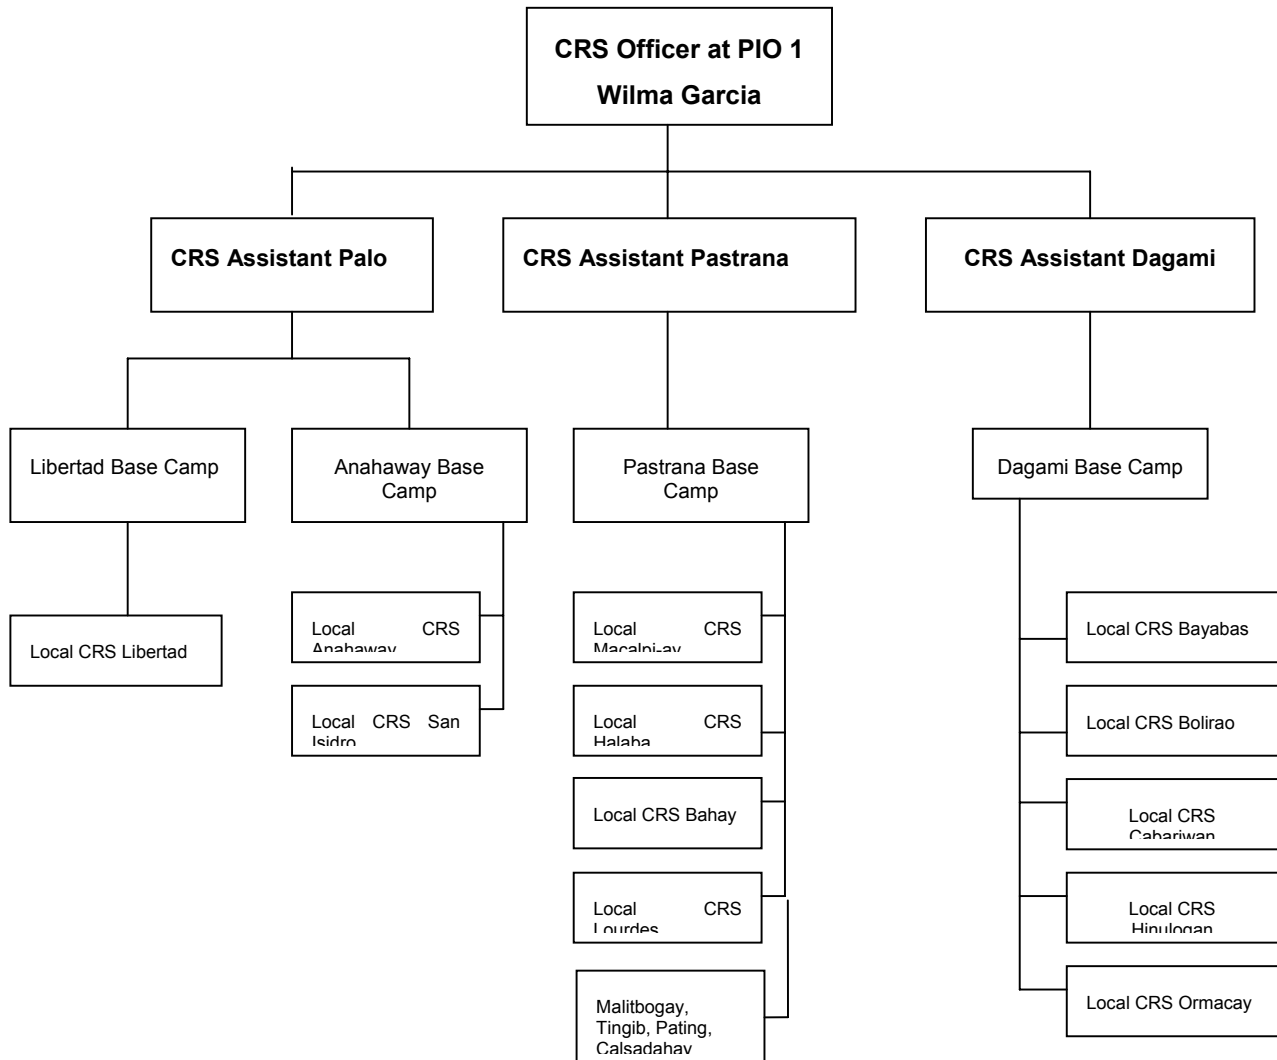 CRS Officer at PIO 1
Wilma Garcia
CRS Assistant Palo
CRS Assistant Pastrana
CRS Assistant Dagami
Libertad Base Camp
Anahaway Base
Camp
Pastrana Base
Camp
Dagami Base Camp
Local CRS Libertad
Local CRS
Anahaway
Local CRS San
Isidro
Local CRS
Macalpi-ay
Local CRS
Halaba
Local CRS Bahay
Local CRS
Lourdes
Malitbogay,
Tingib, Pating,
Calsadahay
Local CRS Bayabas
Local CRS Bolirao
Local CRS
Cabariwan
Local CRS
Hinulogan
Local CRS Ormacay